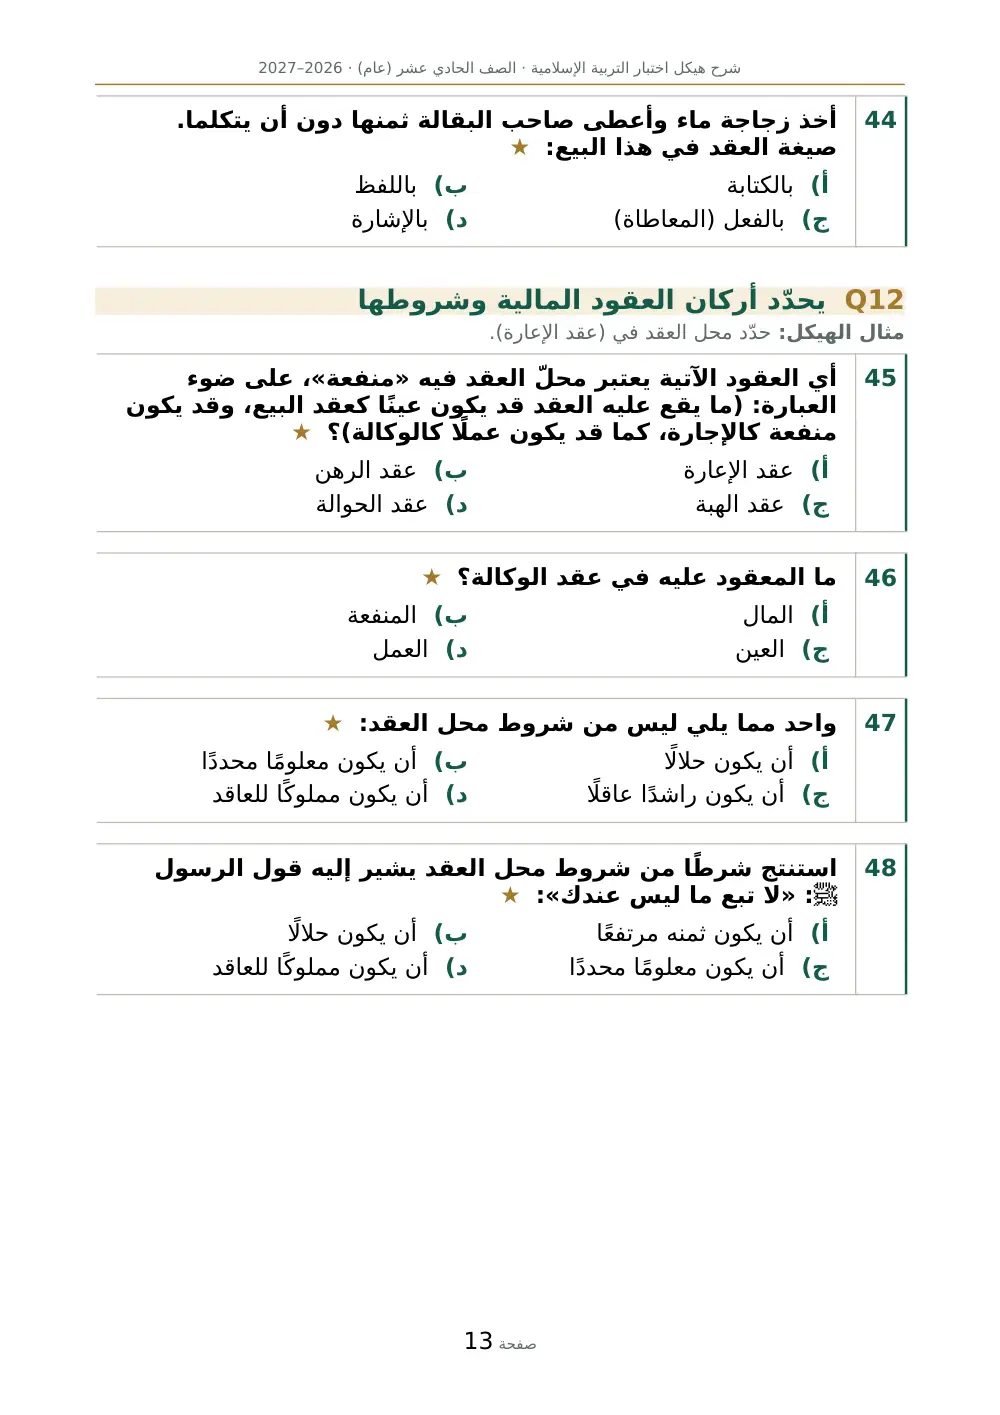 شرح هيكل اختبار التربية الإسلامية · الصف الحادي عشر (عام) · 2026–2027
44 أخذ زجاجة ماء وأعطى صاحب البقالة ثمنها دون أن يتكلما.
صيغة العقد في هذا البيع: ★
أ) بالكتابة ب) باللفظ
ج) بالفعل (المعاطاة) د) بالإشارة
Q12 يحدّد أركان العقود المالية وشروطها
مثال الهيكل: حدّد محل العقد في (عقد الإعارة).
45 أي العقود الآتية يعتبر محلّ العقد فيه «منفعة»، على ضوء
العبارة: (ما يقع عليه العقد قد يكون عينًا كعقد البيع، وقد يكون
منفعة كالإجارة، كما قد يكون عملًا كالوكالة)؟ ★
أ) عقد الإعارة ب) عقد الرهن
ج) عقد الهبة د) عقد الحوالة
46 ما المعقود عليه في عقد الوكالة؟ ★
أ) المال ب) المنفعة
ج) العين د) العمل
47 واحد مما يلي ليس من شروط محل العقد: ★
أ) أن يكون حلالًا ب) أن يكون معلومًا محددًا
ج) أن يكون راشدًا عاقلًا د) أن يكون مملوكًا للعاقد
48 استنتج شرطًا من شروط محل العقد يشير إليه قول الرسول
ﷺ: «لا تبع ما ليس عندك»: ★
أ) أن يكون ثمنه مرتفعًا ب) أن يكون حلالًا
ج) أن يكون معلومًا محددًا د) أن يكون مملوكًا للعاقد
صفحة 13